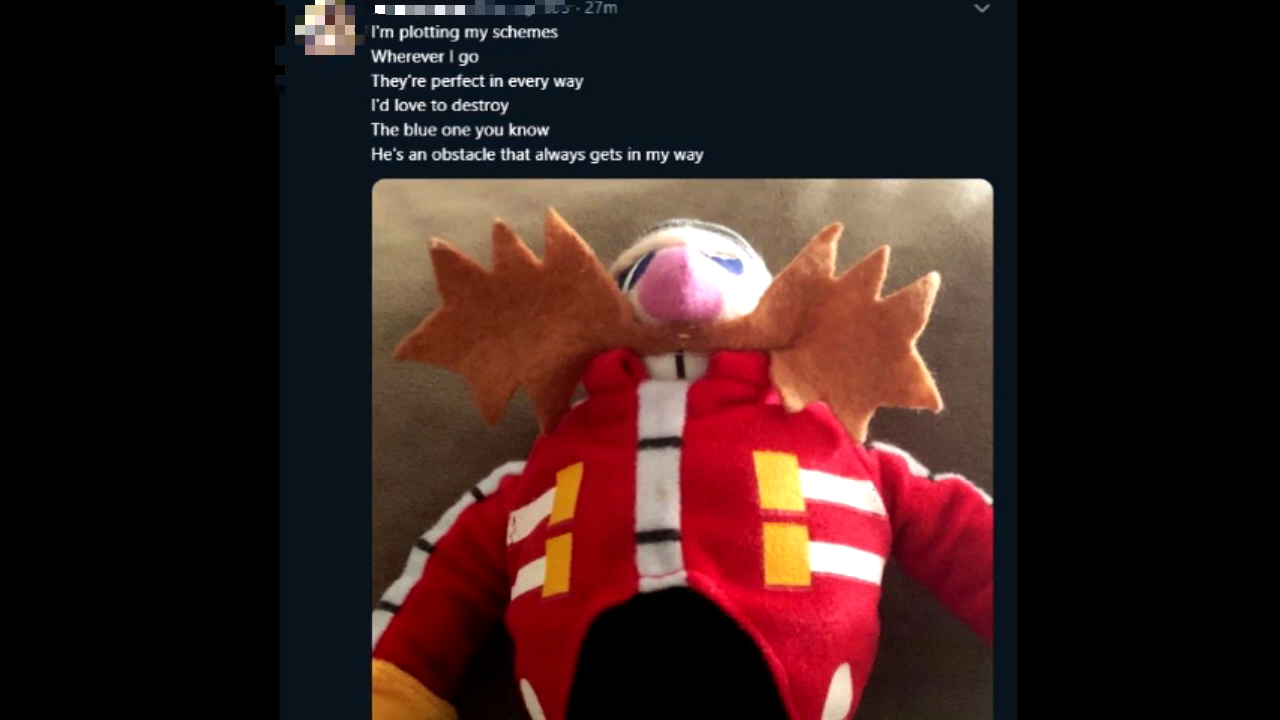 · 27m
I'm plotting my schemes
Wherever I go
They're perfect in every way
I'd love to destroy
The blue one you know
He's an obstacle that always gets in my way